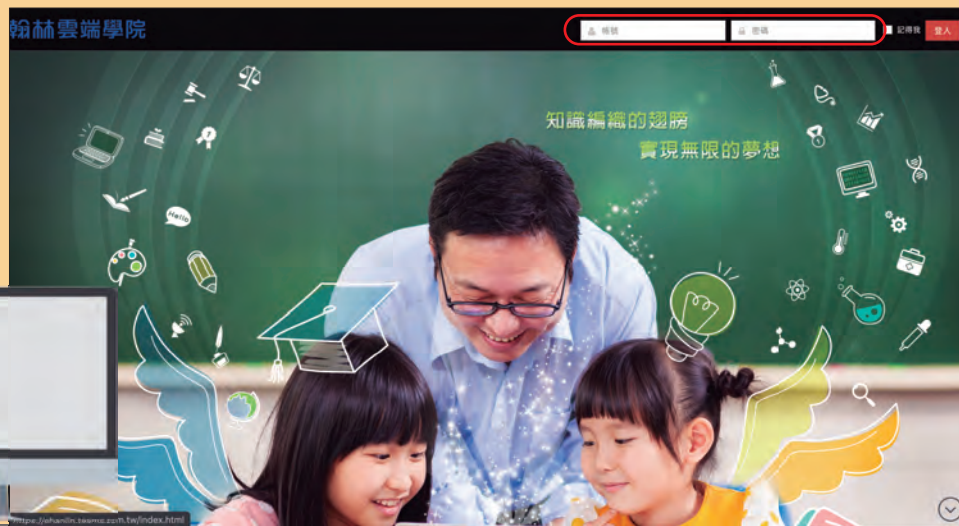 翰林雲端學院
帳號
密碼
記得我
登入
知識編織的翅膀
實現無限的夢想
Hello
https://ehanlin.teams.com.tw/index.html